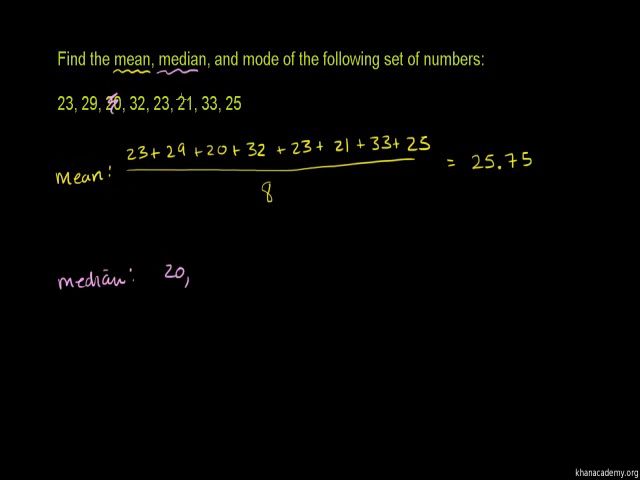 Find the mean, median, and mode of the following set of numbers:
23, 29, 20, 32, 23, 21, 33, 25
mean: 23+29+20+32+23+21+33+25 = 25.75
8
median: 20,
khanacademy.org